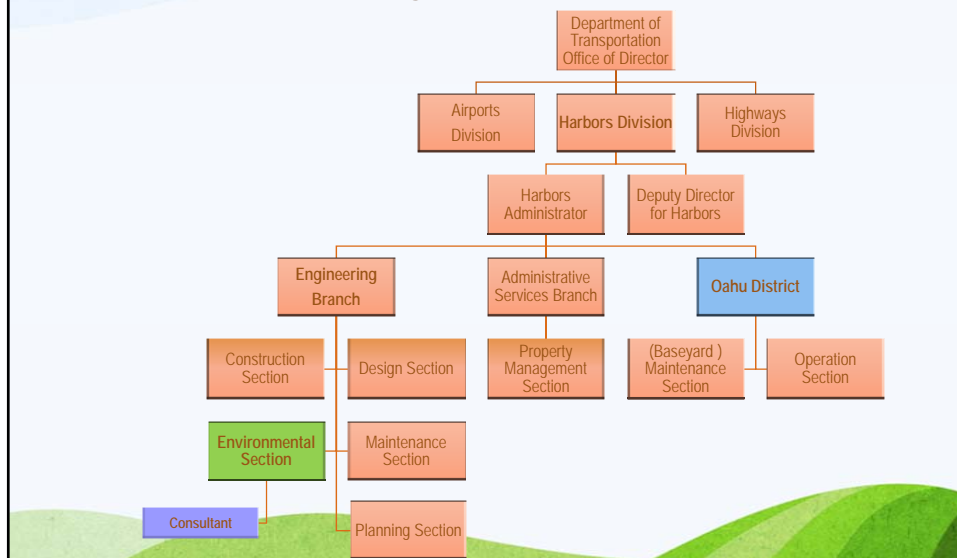 Department of
Transportation
Office of Director
Airports
Division
Harbors Division
Highways
Division
Harbors
Administrator
Deputy Director
for Harbors
Engineering
Branch
Administrative
Services Branch
Oahu District
Construction
Section
Design Section
Property
Management
Section
(Baseyard )
Maintenance
Section
Operation
Section
Environmental
Section
Maintenance
Section
Consultant
Planning Section